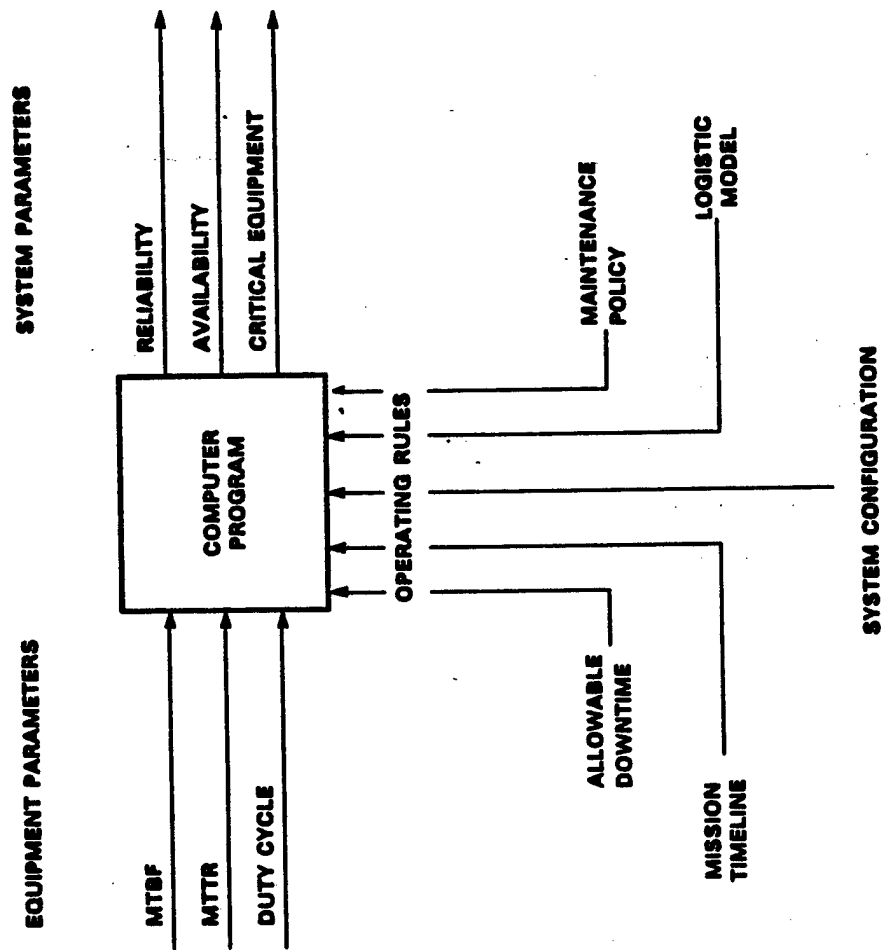 EQUIPMENT PARAMETERS
SYSTEM PARAMETERS
MTBF
MTTR
DUTY CYCLE
COMPUTER
PROGRAM
RELIABILITY
AVAILABILITY
CRITICAL EQUIPMENT
OPERATING RULES
ALLOWABLE
DOWNTIME
MAINTENANCE
POLICY
MISSION
TIMELINE
LOGISTIC
MODEL
SYSTEM CONFIGURATION